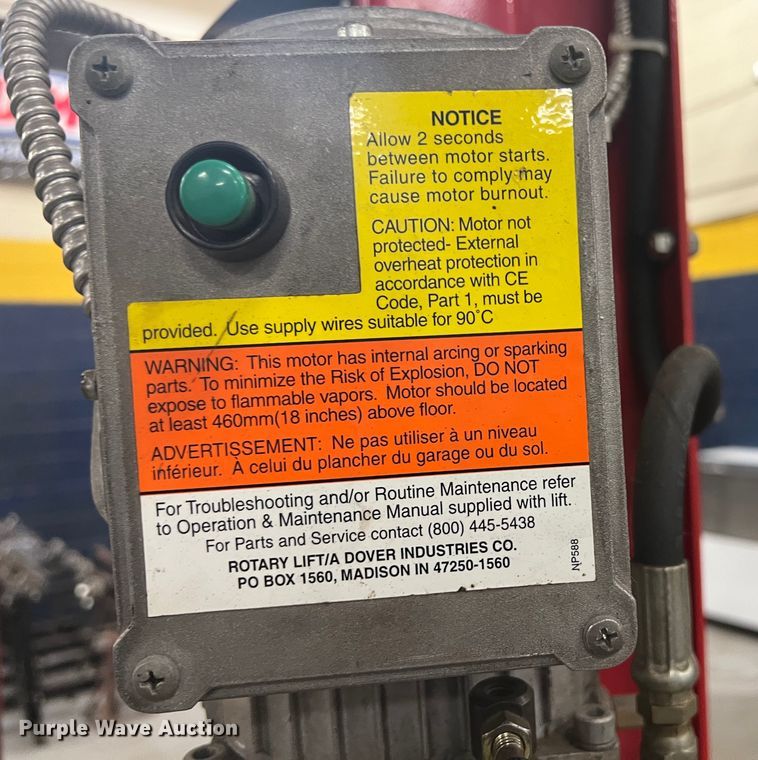 NOTICE
Allow 2 seconds
between motor starts.
Failure to comply may
cause motor burnout.
CAUTION: Motor not
protected- External
overheat protection in
accordance with CE
Code, Part 1, must be
provided. Use supply wires suitable for 90°C
WARNING: This motor has internal arcing or sparking
parts. To minimize the Risk of Explosion, DO NOT
expose to flammable vapors. Motor should be located
at least 460mm(18 inches) above floor.
ADVERTISSEMENT: Ne pas utiliser à un niveau
inférieur. À celui du plancher du garage ou du sol.
For Troubleshooting and/or Routine Maintenance refer
to Operation & Maintenance Manual supplied with lift.
For Parts and Service contact (800) 445-5438
ROTARY LIFT/A DOVER INDUSTRIES CO.
PO BOX 1560, MADISON IN 47250-1560
NP588
Purple Wave Auction